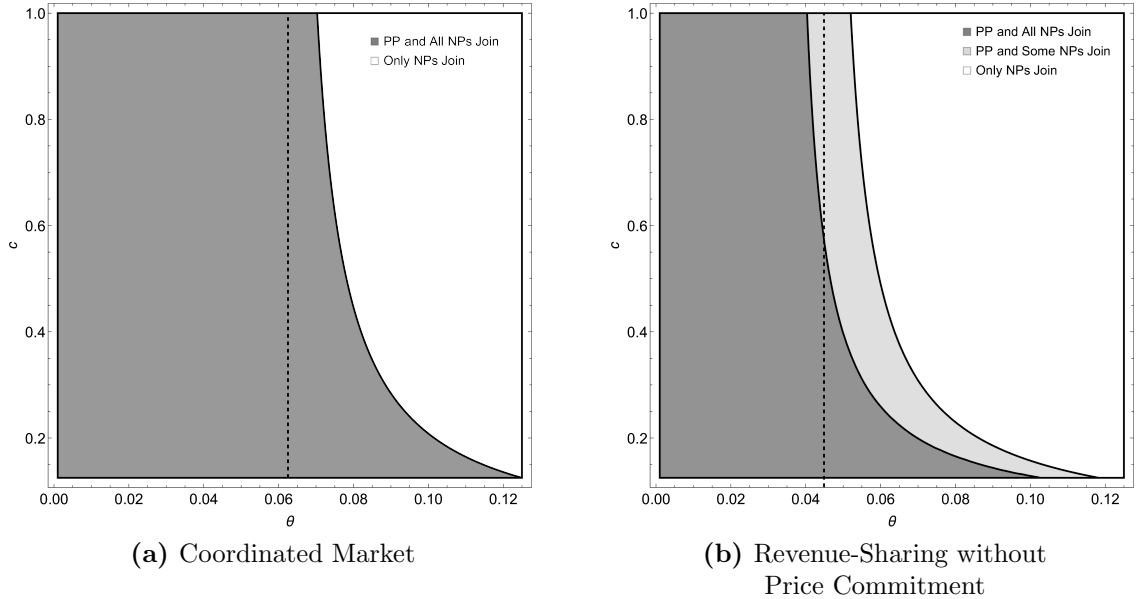 1.0
0.8
0.6
0.4
0.2
c
0.00 0.02 0.04 0.06 0.08 0.10 0.12
θ
PP and All NPs Join
Only NPs Join
(a) Coordinated Market
1.0
0.8
0.6
0.4
0.2
c
0.00 0.02 0.04 0.06 0.08 0.10 0.12
θ
PP and All NPs Join
PP and Some NPs Join
Only NPs Join
(b) Revenue-Sharing without
Price Commitment